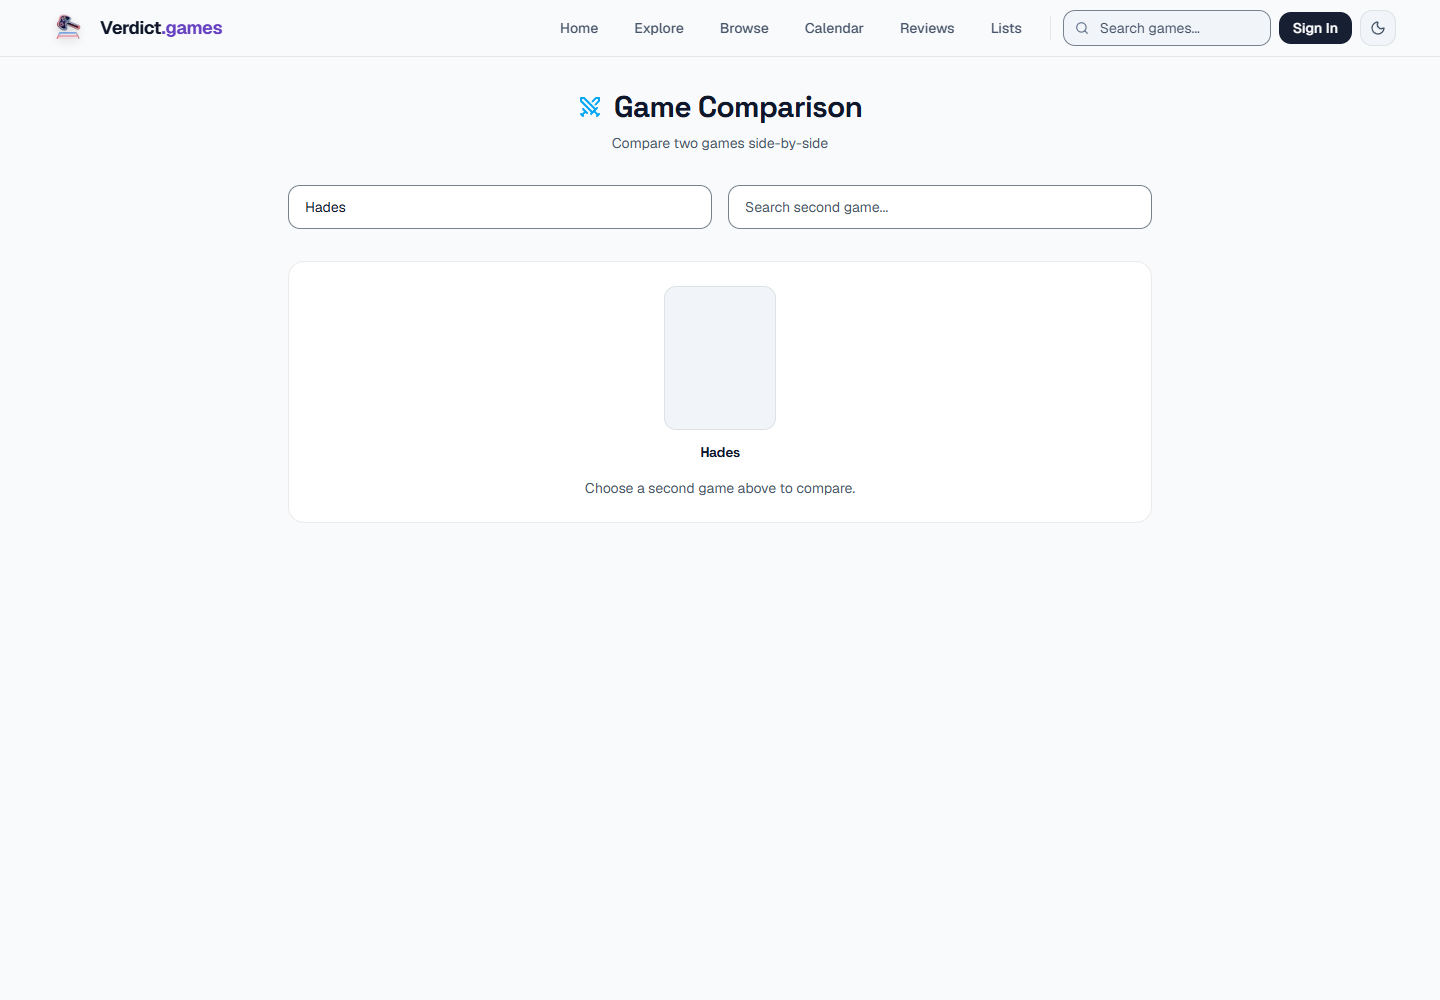 Verdict.games
Home
Explore
Browse
Calendar
Reviews
Lists
Search games...
Sign In
Game Comparison
Compare two games side-by-side
Hades
Search second game...
Hades
Choose a second game above to compare.